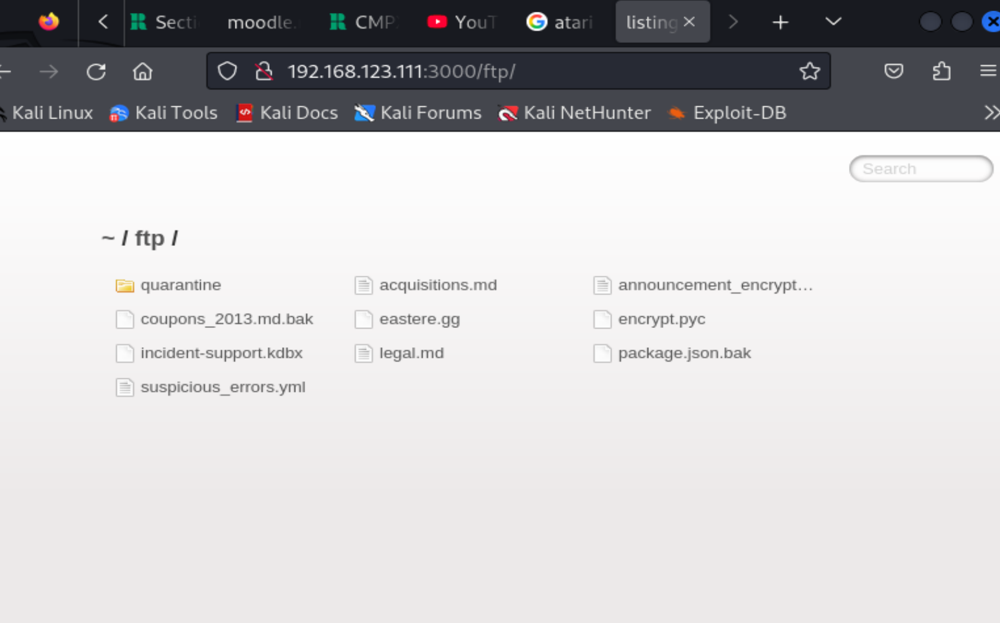 Secti moodle. CMP YouT atari listing
192.168.123.111:3000/ftp/
Kali Linux Kali Tools Kali Docs Kali Forums Kali NetHunter Exploit-DB
Search
~ / ftp /
quarantine acquisitions.md announcement_encrypt…
coupons_2013.md.bak eastere.gg encrypt.pyc
incident-support.kdbx legal.md package.json.bak
suspicious_errors.yml